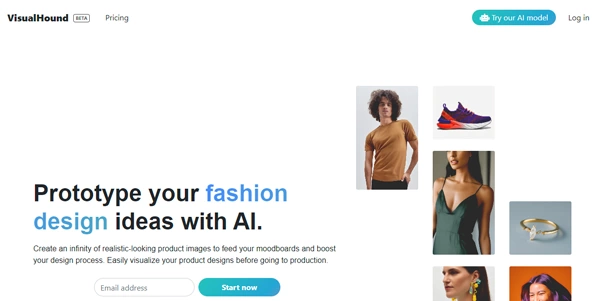 VisualHound BETA Pricing Try our AI model Log in
Prototype your fashion
design ideas with AI.
Create an infinity of realistic-looking product images to feed your moodboards and boost
your design process. Easily visualize your product designs before going to production.
Email address Start now